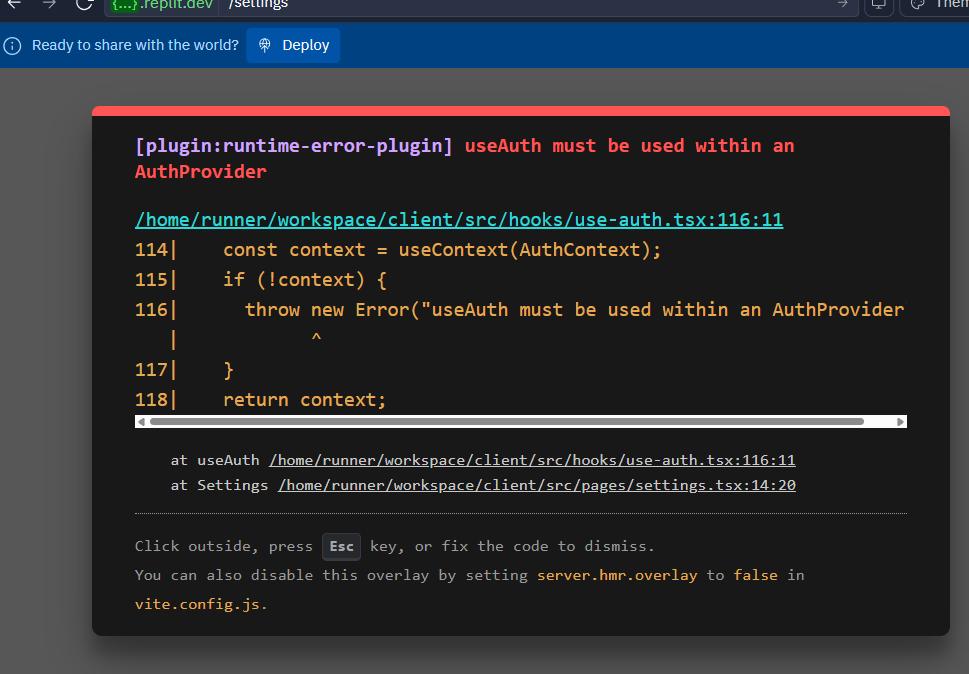 {...}.replit.dev /settings
Ready to share with the world? Deploy
[plugin:runtime-error-plugin] useAuth must be used within an
AuthProvider
/home/runner/workspace/client/src/hooks/use-auth.tsx:116:11
114|    const context = useContext(AuthContext);
115|    if (!context) {
116|      throw new Error("useAuth must be used within an AuthProvider
   |            ^
117|    }
118|    return context;
at useAuth /home/runner/workspace/client/src/hooks/use-auth.tsx:116:11
at Settings /home/runner/workspace/client/src/pages/settings.tsx:14:20
Click outside, press Esc key, or fix the code to dismiss.
You can also disable this overlay by setting server.hmr.overlay to false in
vite.config.js.